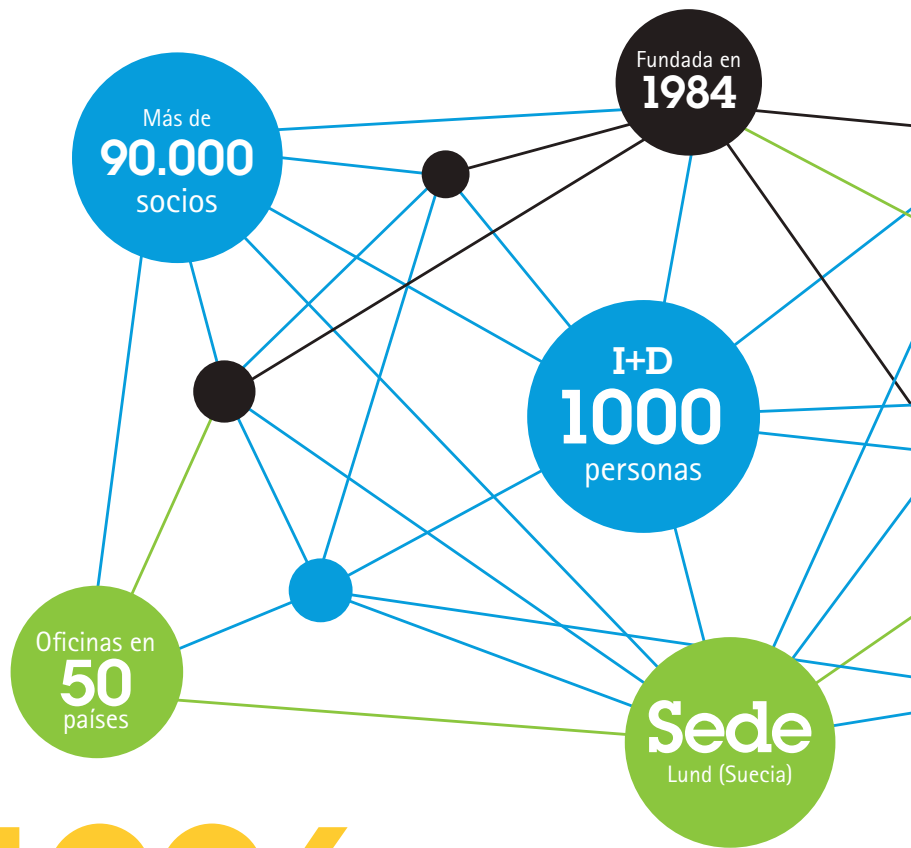 Fundada en
1984
Más de
90.000
socios
I+D
1000
personas
Oficinas en
50
países
Sede
Lund (Suecia)